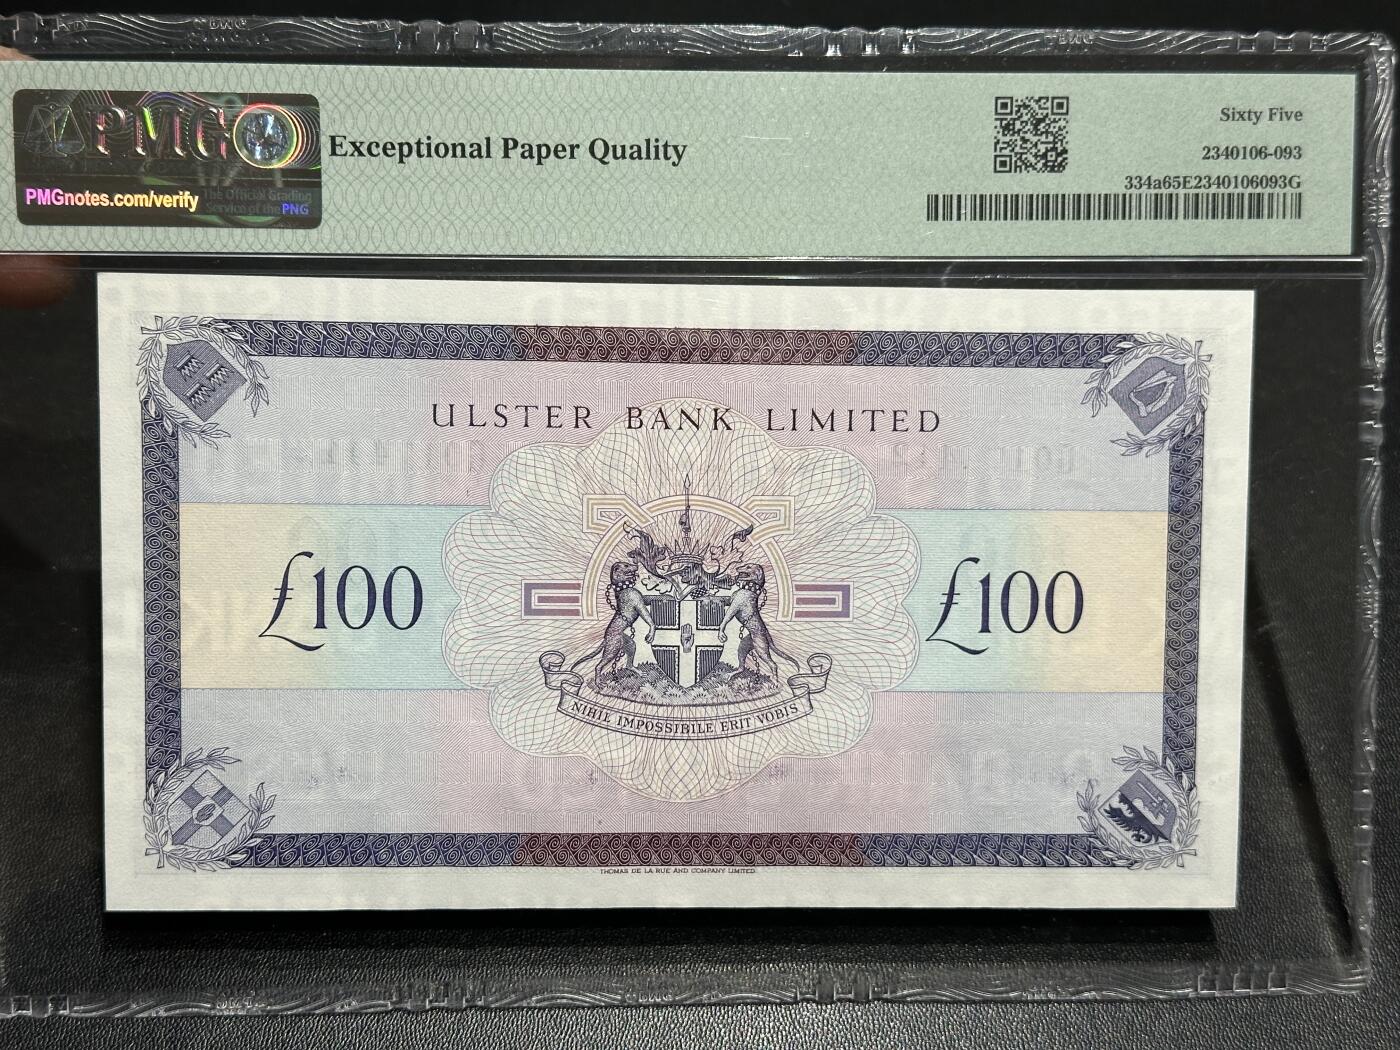 PMG
PMGnotes.com/verify
The Official Grading
Service of the PNG
Exceptional Paper Quality
Sixty Five
2340106-093
334a65E2340106093G
ULSTER BANK LIMITED
£100
£100
NIHIL IMPOSSIBILE ERIT VOBIS
THOMAS DE LA RUE AND COMPANY LIMITED